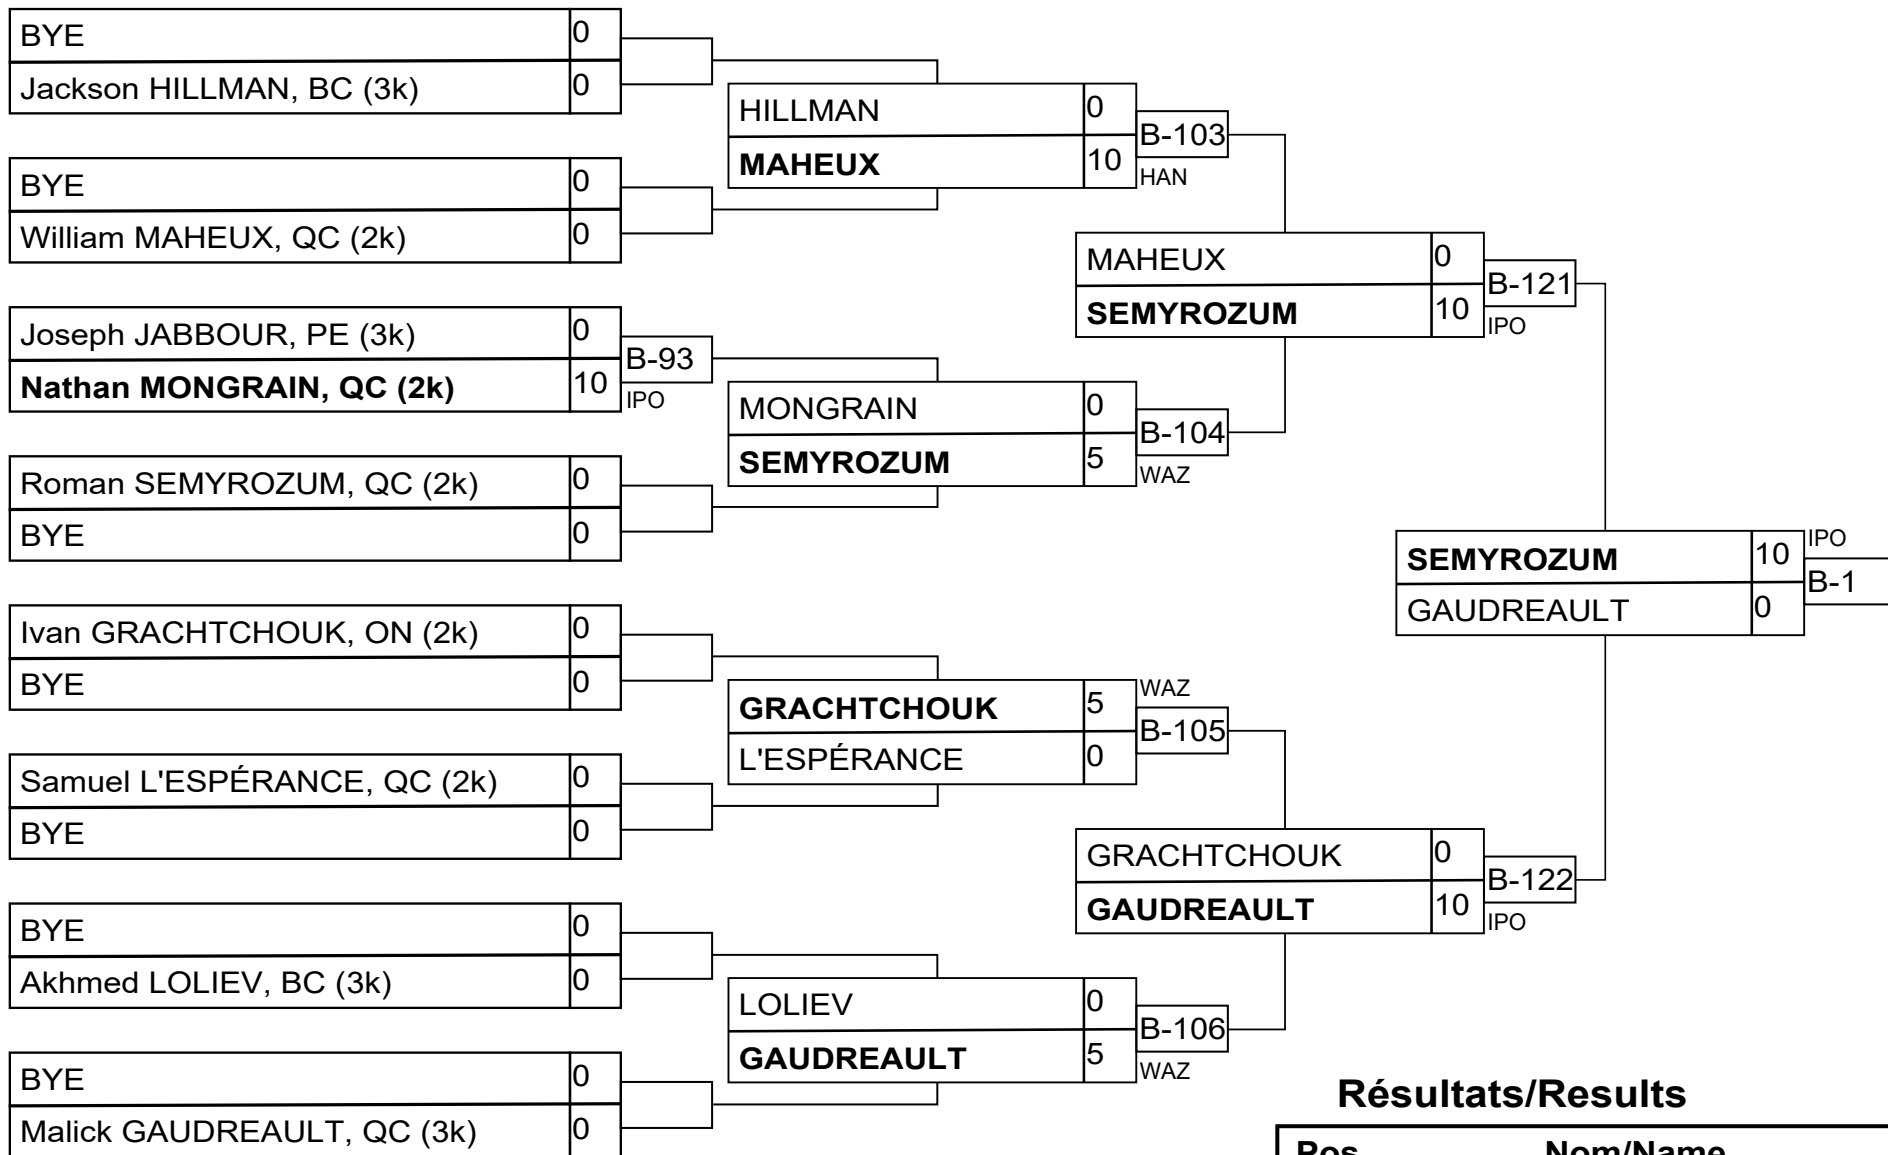 BYE 0
Jackson HILLMAN, BC (3k) 0
BYE 0
William MAHEUX, QC (2k) 0
Joseph JABBOUR, PE (3k) 0
Nathan MONGRAIN, QC (2k) 10
B-93
IPO
Roman SEMYROZUM, QC (2k) 0
BYE 0
Ivan GRACHTCHOUK, ON (2k) 0
BYE 0
Samuel L'ESPÉRANCE, QC (2k) 0
BYE 0
BYE 0
Akhmed LOLIEV, BC (3k) 0
BYE 0
Malick GAUDREAULT, QC (3k) 0
HILLMAN 0
MAHEUX 10
B-103
HAN
MONGRAIN 0
SEMYROZUM 5
B-104
WAZ
GRACHTCHOUK 5
L'ESPÉRANCE 0
WAZ
B-105
LOLIEV 0
GAUDREAULT 5
B-106
WAZ
MAHEUX 0
SEMYROZUM 10
B-121
IPO
GRACHTCHOUK 0
GAUDREAULT 10
B-122
IPO
SEMYROZUM 10
GAUDREAULT 0
IPO
B-1
Résultats/Results
Pos Nom/Name